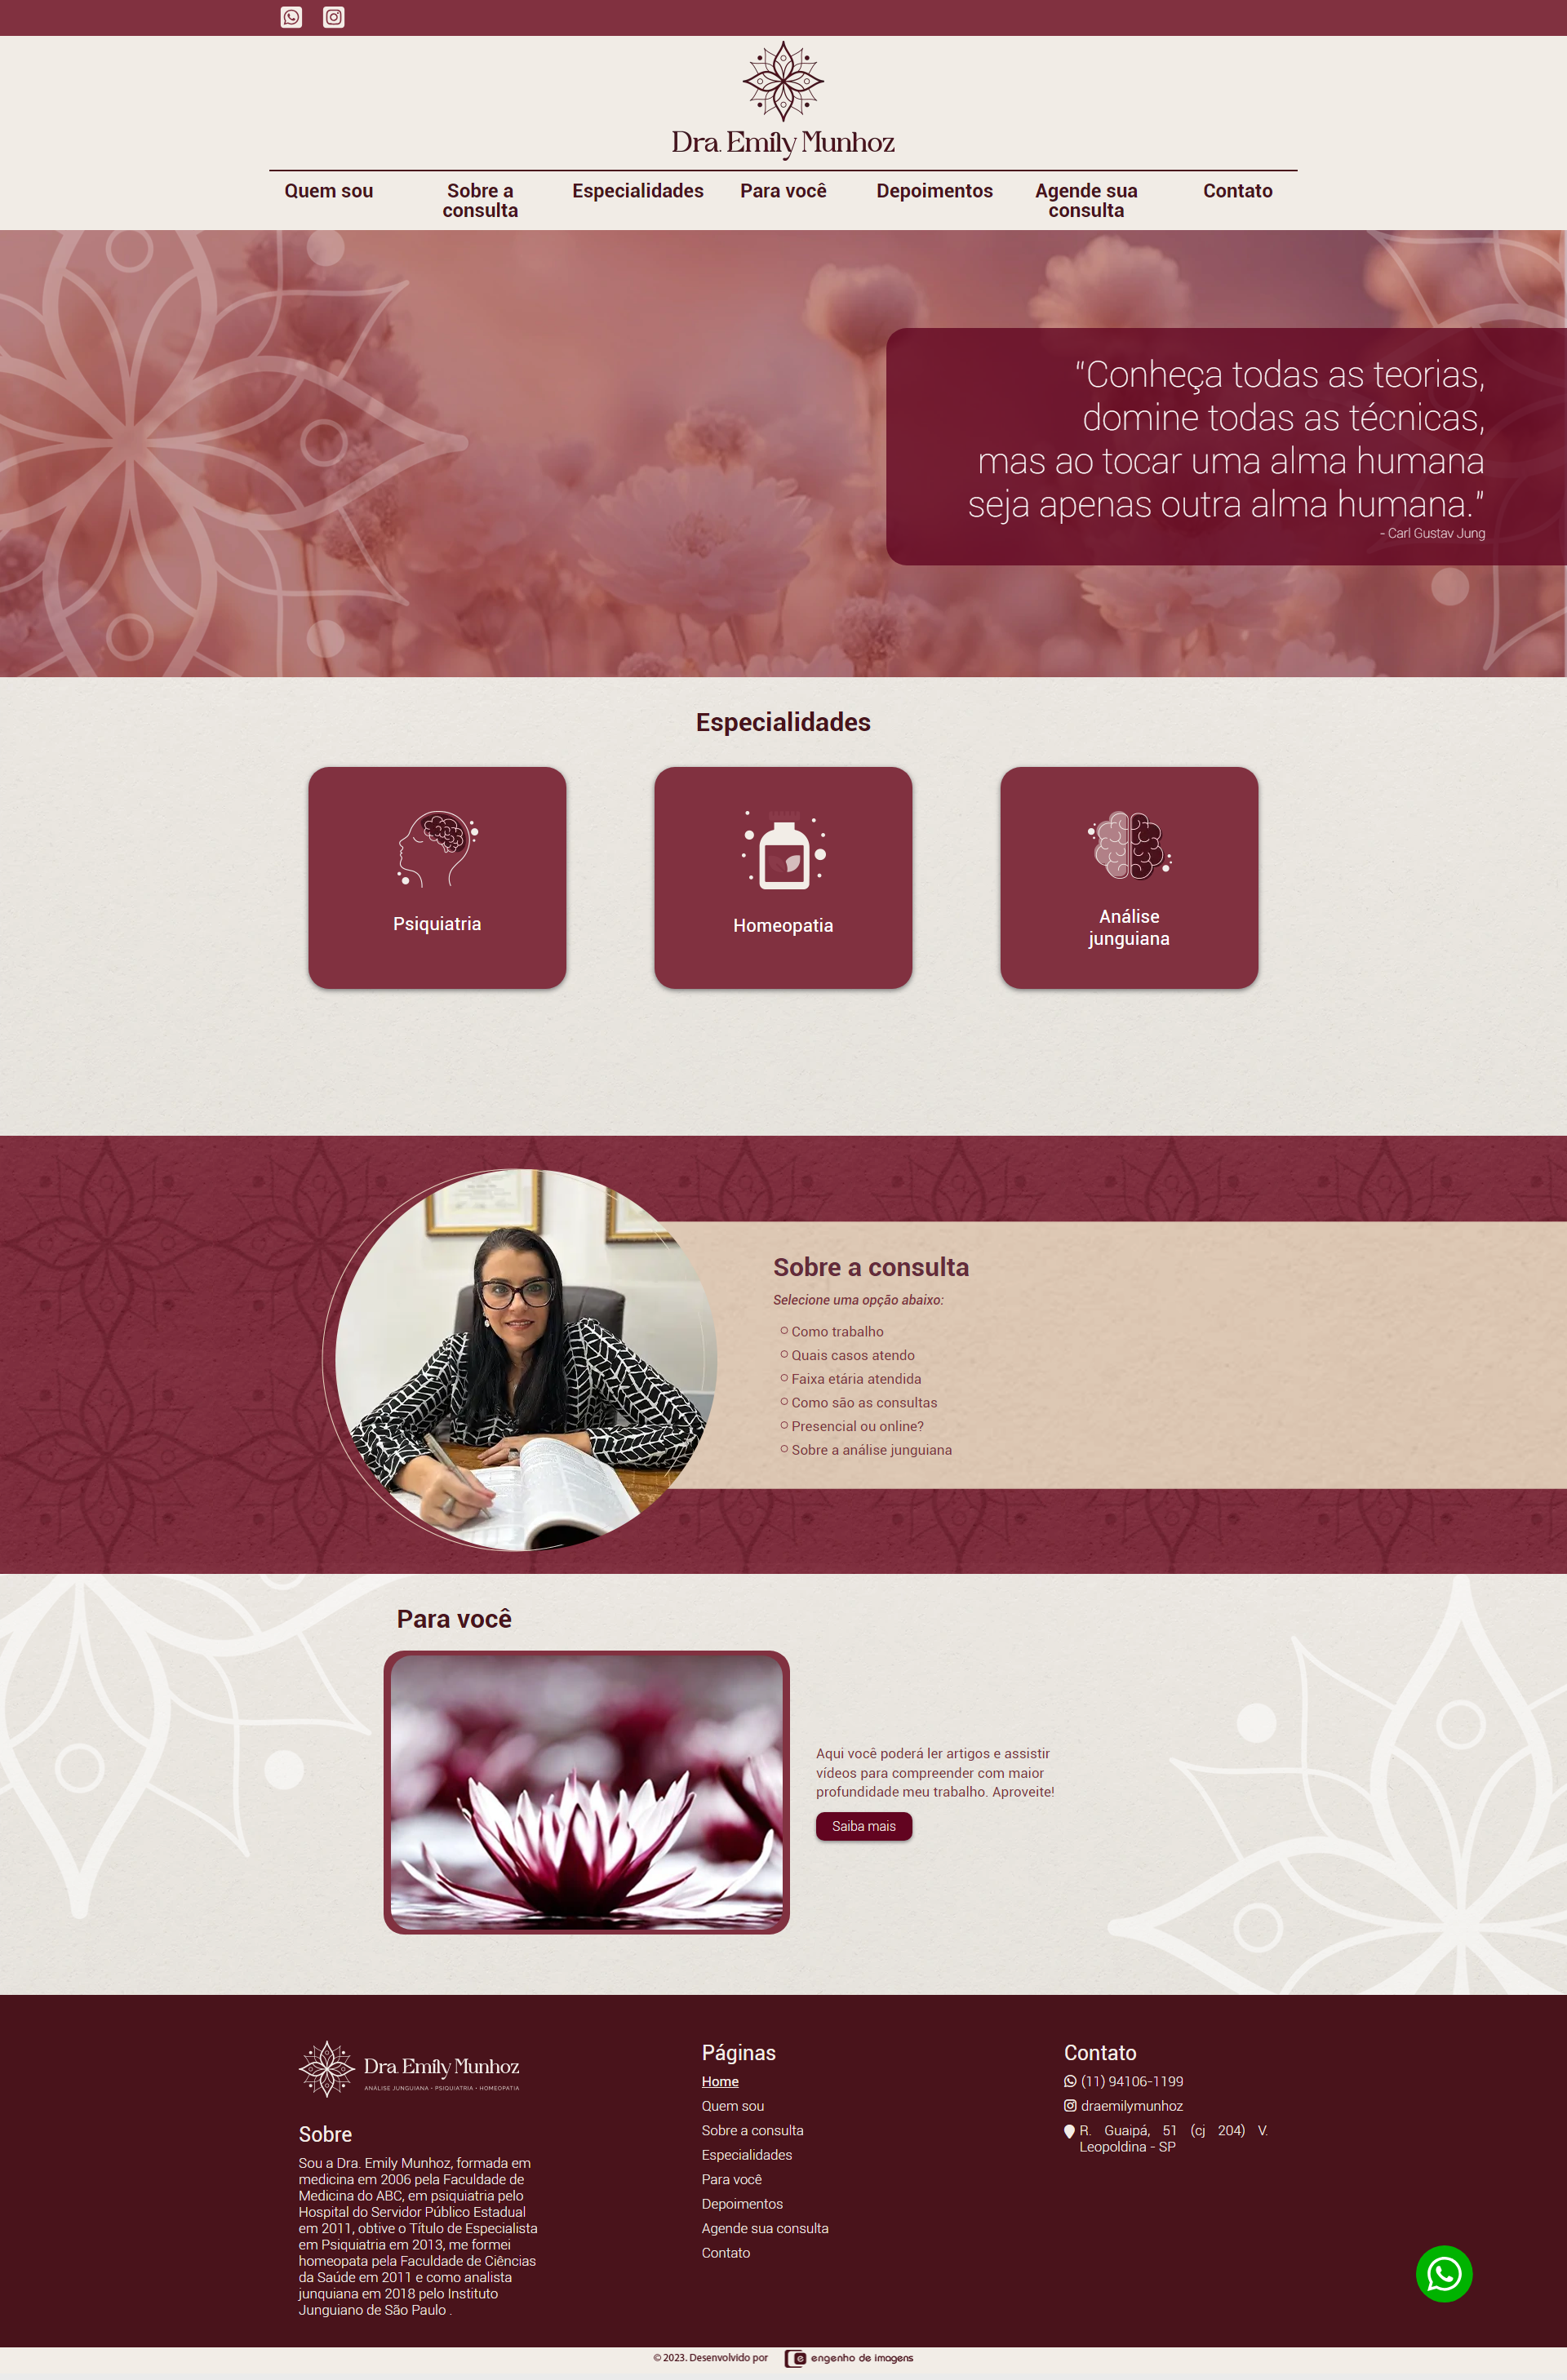 Dra. Emily Munhoz
Quem sou
Sobre a
consulta
Especialidades
Para você
Depoimentos
Agende sua
consulta
Contato
"Conheça todas as teorias,
domine todas as técnicas,
mas ao tocar uma alma humana
seja apenas outra alma humana."
- Carl Gustav Jung
Especialidades
Psiquiatria
Homeopatia
Análise
junguiana
Sobre a consulta
Selecione uma opção abaixo:
Como trabalho
Quais casos atendo
Faixa etária atendida
Como são as consultas
Presencial ou online?
Sobre a análise junguiana
Para você
Aqui você poderá ler artigos e assistir
vídeos para compreender com maior
profundidade meu trabalho. Aproveite!
Saiba mais
Dra. Emily Munhoz
ANÁLISE JUNGUIANA • PSIQUIATRIA • HOMEOPATIA
Sobre
Sou a Dra. Emily Munhoz, formada em
medicina em 2006 pela Faculdade de
Medicina do ABC, em psiquiatria pelo
Hospital do Servidor Público Estadual
em 2011, obtive o Título de Especialista
em Psiquiatria em 2013, me formei
homeopata pela Faculdade de Ciências
da Saúde em 2011 e como analista
junquiana em 2018 pelo Instituto
Junguiano de São Paulo .
Páginas
Home
Quem sou
Sobre a consulta
Especialidades
Para você
Depoimentos
Agende sua consulta
Contato
Contato
(11) 94106-1199
draemilymunhoz
R. Guaipá, 51 (cj 204) V.
Leopoldina - SP
© 2023. Desenvolvido por
e engenho de imagens